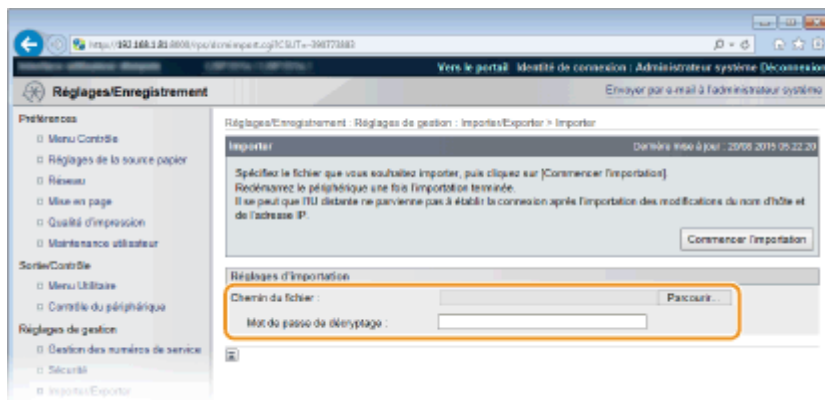 Vers le portail Identité de connexion : Administrateur système Déconnexion
Réglages/Enregistrement
Envoyer par e-mail à l'administrateur système
Préférences
Menu Contrôle
Réglages de la source papier
Réseau
Mise en page
Qualité d'impression
Maintenance utilisateur
Sortie/Contrôle
Menu Utilitaire
Contrôle du périphérique
Réglages de gestion
Gestion des numéros de service
Sécurité
Importer/Exporter
Réglages/Enregistrement : Réglages de gestion : Importer/Exporter > Importer
Importer
Dernière mise à jour : 20/08 2015 05:22:20
Spécifiez le fichier que vous souhaitez importer, puis cliquez sur [Commencer l'importation].
Redémarrez le périphérique une fois l'importation terminée.
Il se peut que l'IU distante ne parvienne pas à établir la connexion après l'importation des modifications du nom d'hôte et
de l'adresse IP.
Commencer l'importation
Réglages d'importation
Chemin du fichier :
Parcourir...
Mot de passe de décryptage :